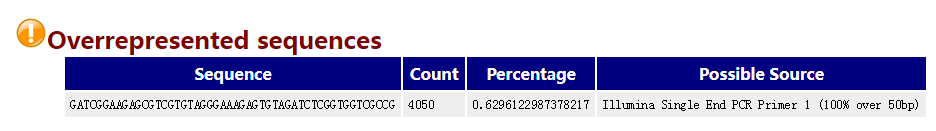 Overrepresented sequences
Sequence Count Percentage Possible Source
GATCGGAAGAGCGTCGTGTAGGGAAAGAGTGTAGATCTCGGTGGTCGCCG 4050 0.6296122987378217 Illumina Single End PCR Primer 1 (100% over 50bp)